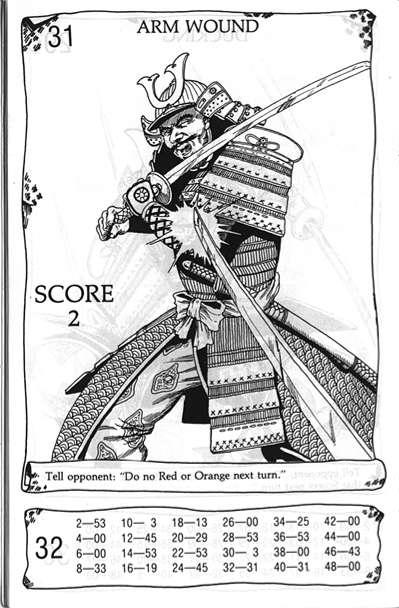 31
ARM WOUND
SCORE
2
Tell opponent: “Do no Red or Orange next turn.”
32
2—53 10— 3 18—13 26—00 34—25 42—00
4—00 12—45 20—29 28—53 36—53 44—00
6—00 14—53 22—53 30— 3 38—00 46—43
8—33 16—19 24—45 32—31 40—31 48—00